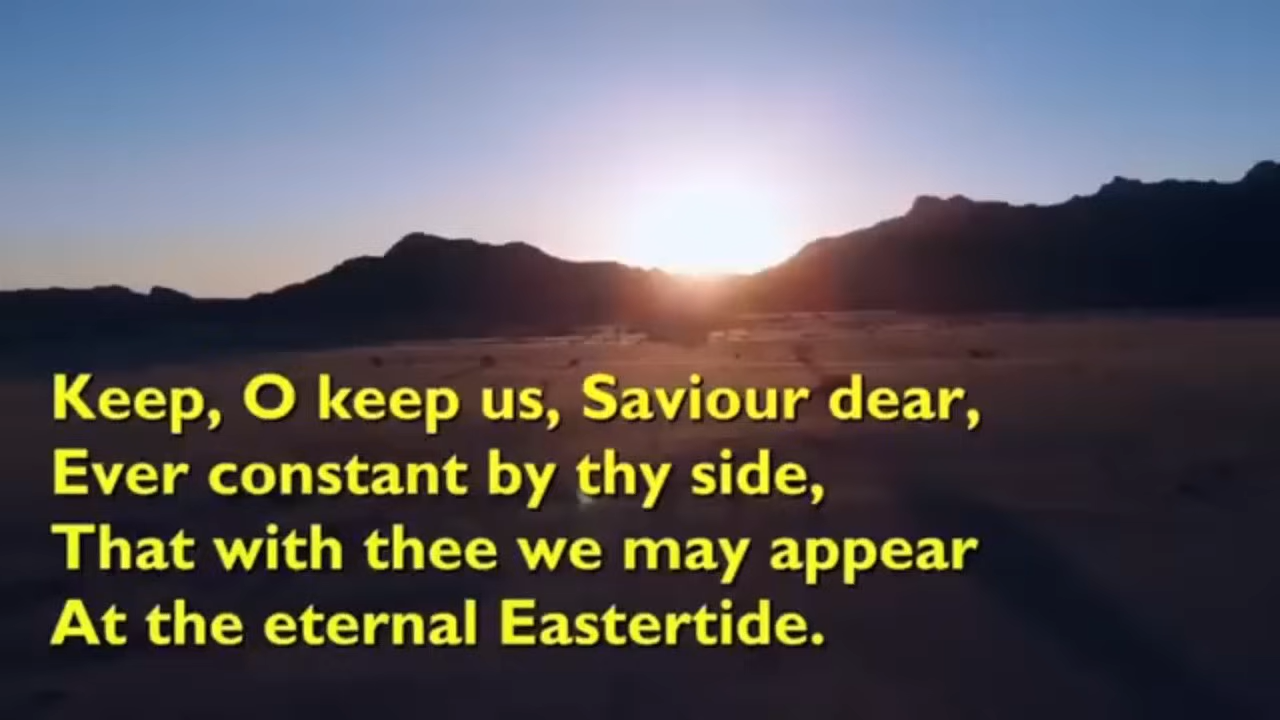 Keep, O keep us, Saviour dear,
Ever constant by thy side,
That with thee we may appear
At the eternal Eastertide.